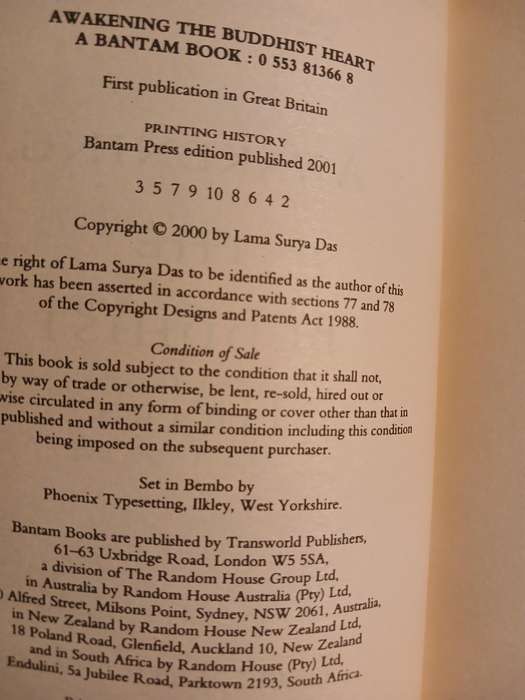 AWAKENING THE BUDDHIST HEART
A BANTAM BOOK : 0 553 81366 8
First publication in Great Britain
PRINTING HISTORY
Bantam Press edition published 2001
3 5 7 9 10 8 6 4 2
Copyright © 2000 by Lama Surya Das
right of Lama Surya Das to be identified as the author of this
work has been asserted in accordance with sections 77 and 78
of the Copyright Designs and Patents Act 1988.
Condition of Sale
This book is sold subject to the condition that it shall not,
by way of trade or otherwise, be lent, re-sold, hired out or
wise circulated in any form of binding or cover other than that in
published and without a similar condition including this condition
being imposed on the subsequent purchaser.
Set in Bembo by
Phoenix Typesetting, Ilkley, West Yorkshire.
Bantam Books are published by Transworld Publishers,
61–63 Uxbridge Road, London W5 5SA,
a division of The Random House Group Ltd,
in Australia by Random House Australia (Pty) Ltd,
Alfred Street, Milsons Point, Sydney, NSW 2061, Australia,
in New Zealand by Random House New Zealand Ltd,
18 Poland Road, Glenfield, Auckland 10, New Zealand
and in South Africa by Random House (Pty) Ltd,
Endulini, 5a Jubilee Road, Parktown 2193, South Africa.